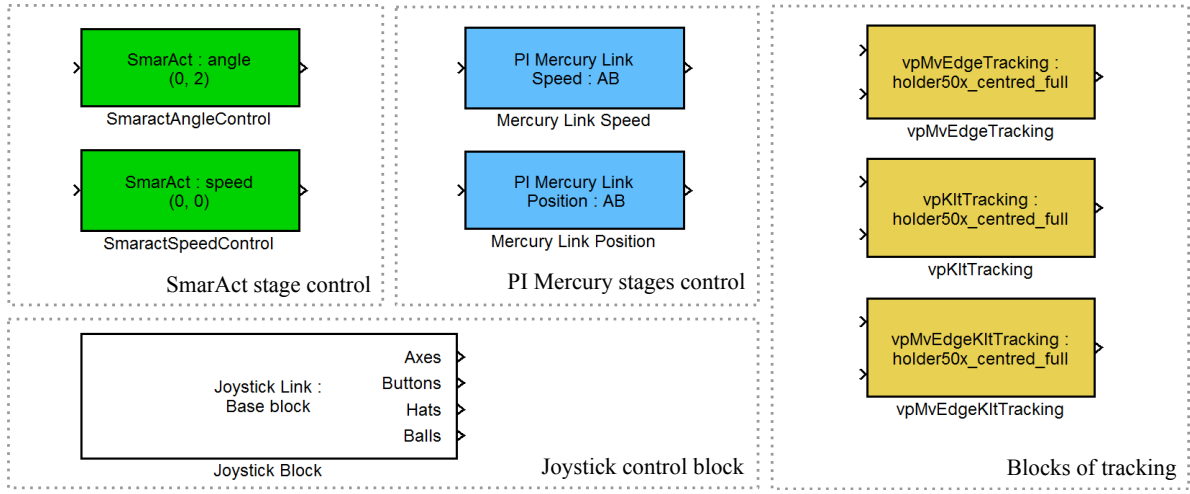 SmarAct : angle
(0, 2)
SmaractAngleControl
SmarAct : speed
(0, 0)
SmaractSpeedControl
SmarAct stage control
PI Mercury Link
Speed : AB
Mercury Link Speed
PI Mercury Link
Position : AB
Mercury Link Position
PI Mercury stages control
vpMvEdgeTracking :
holder50x_centred_full
vpMvEdgeTracking
vpKltTracking :
holder50x_centred_full
vpKltTracking
vpMvEdgeKltTracking :
holder50x_centred_full
vpMvEdgeKltTracking
Blocks of tracking
Joystick Link :
Base block
Axes
Buttons
Hats
Balls
Joystick Block
Joystick control block